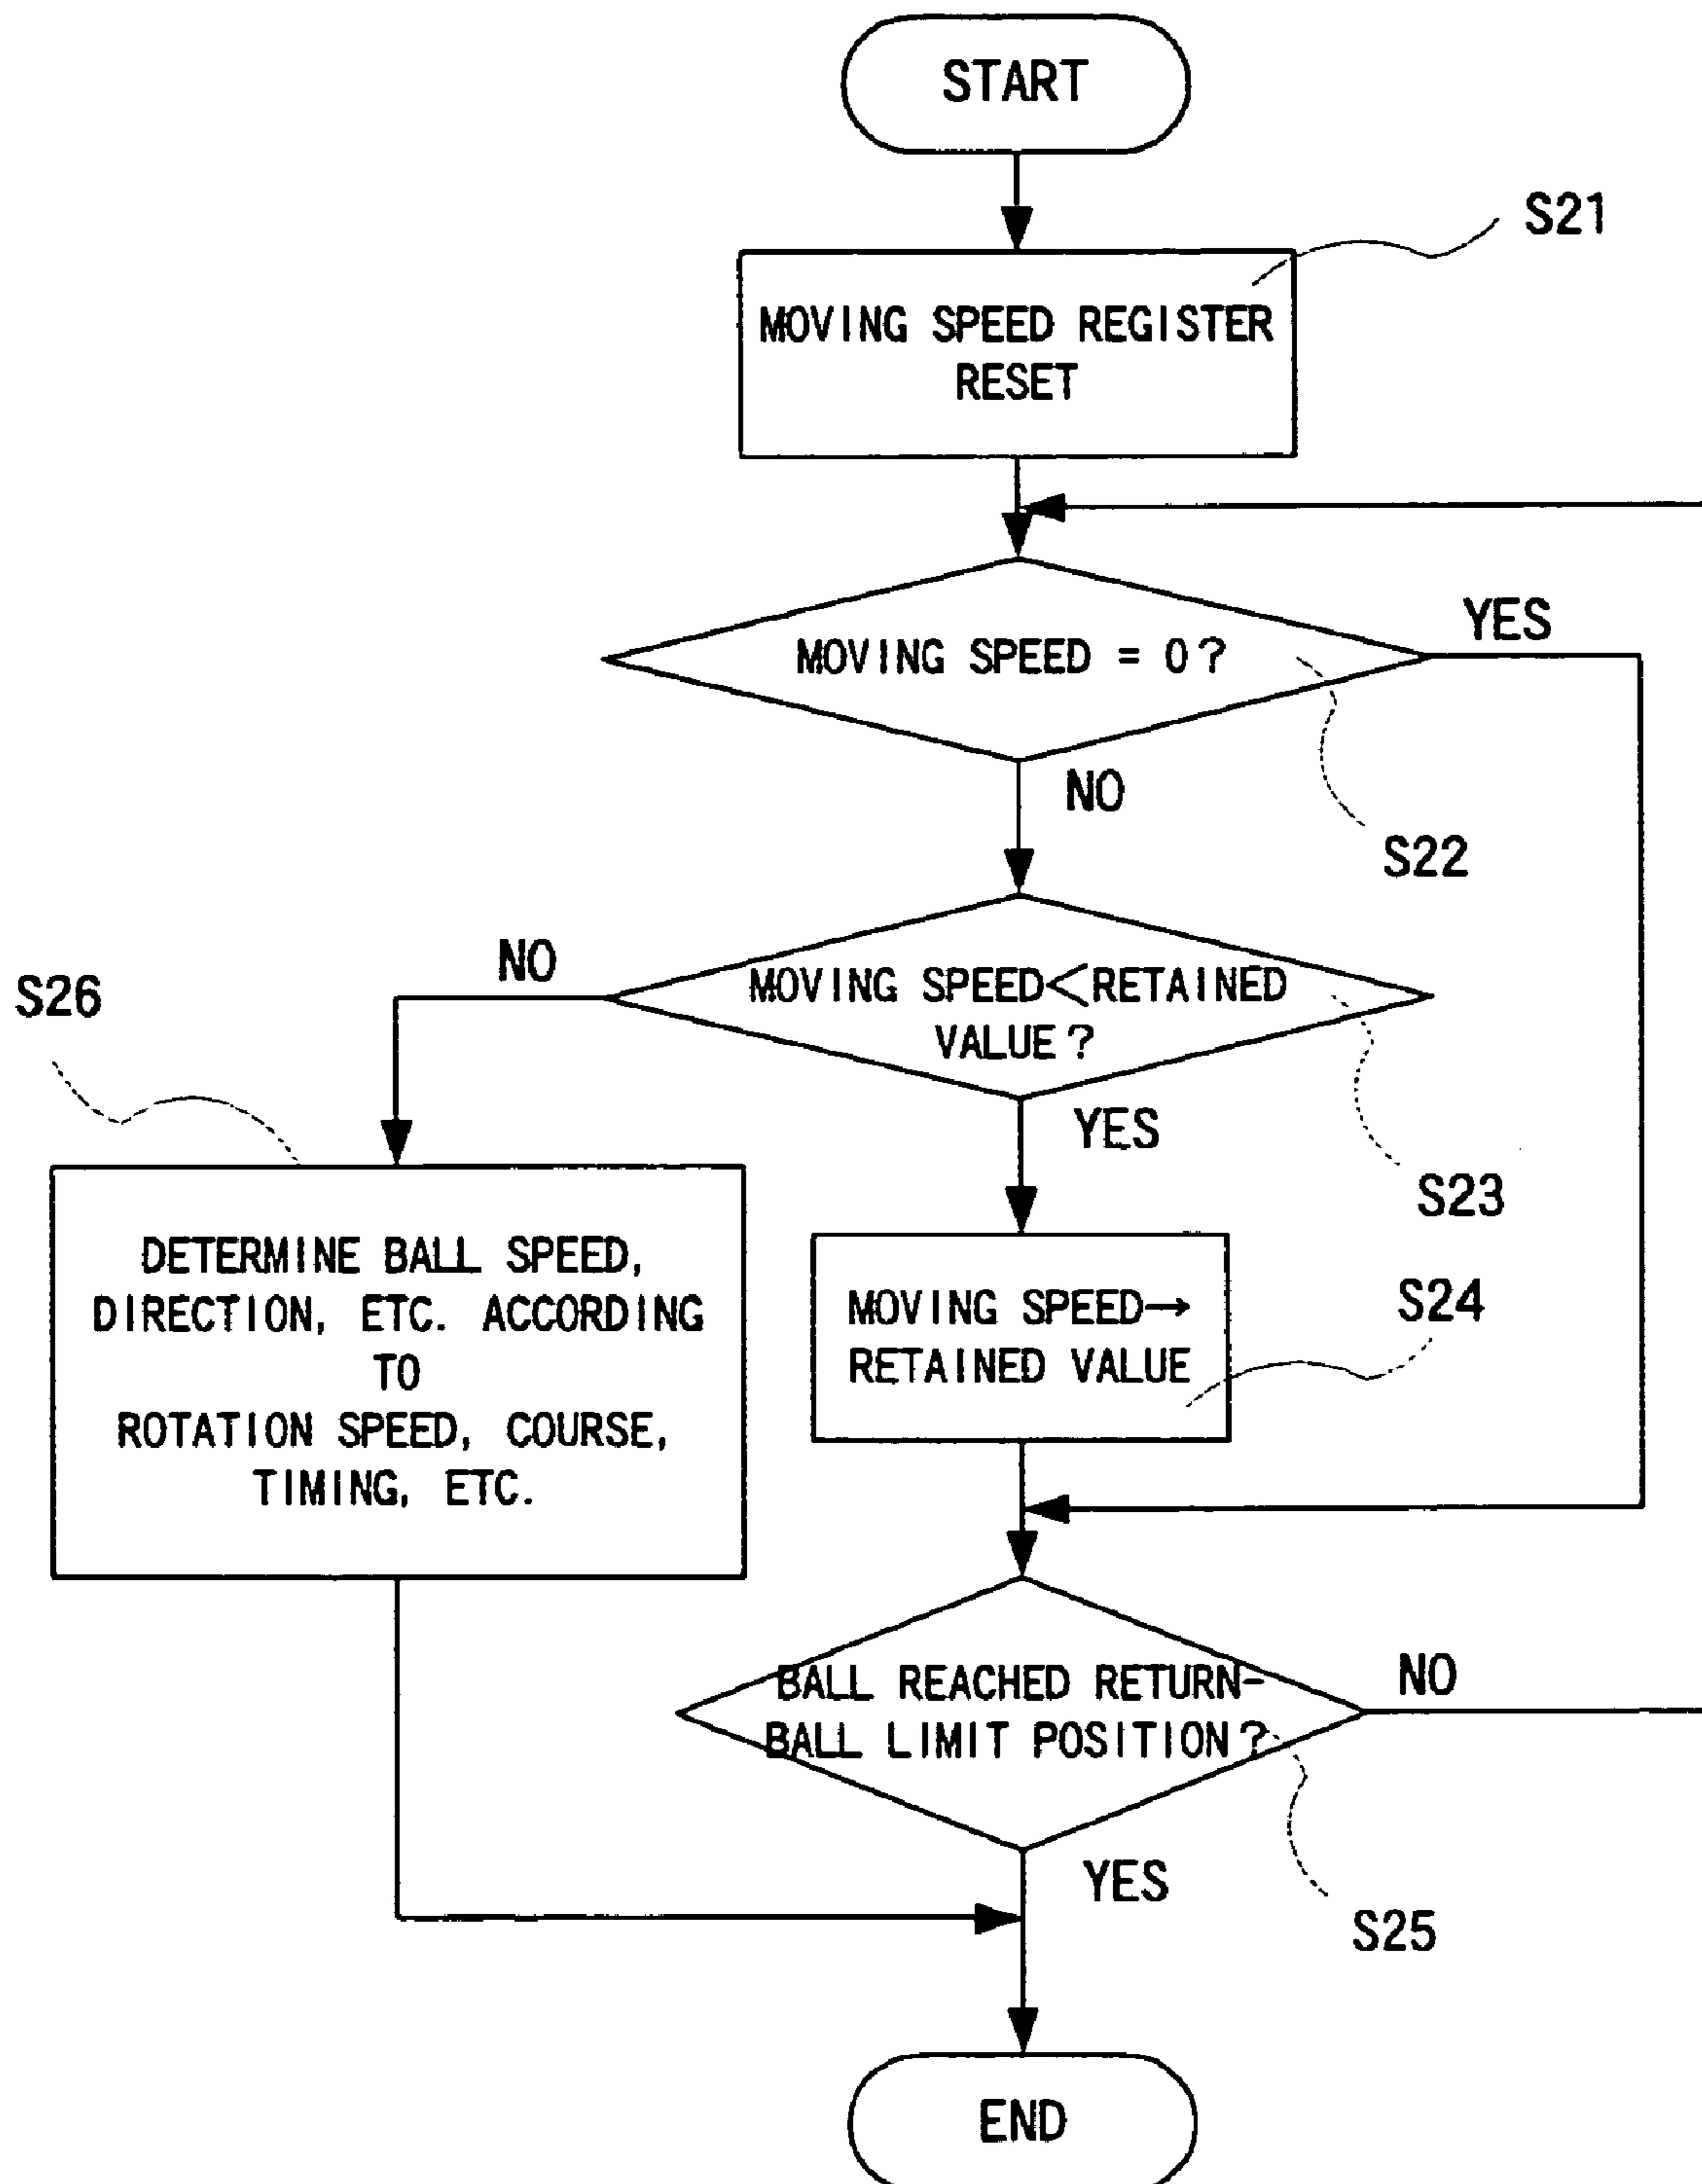 START
S21
MOVING SPEED REGISTER
RESET
YES
MOVING SPEED = 0?
NO
S22
NO
MOVING SPEED<RETAINED
VALUE?
S26
YES
S23
DETERMINE BALL SPEED,
DIRECTION, ETC. ACCORDING
TO
ROTATION SPEED, COURSE,
TIMING, ETC.
MOVING SPEED→
RETAINED VALUE
S24
BALL REACHED RETURN-
BALL LIMIT POSITION?
NO
YES
S25
END